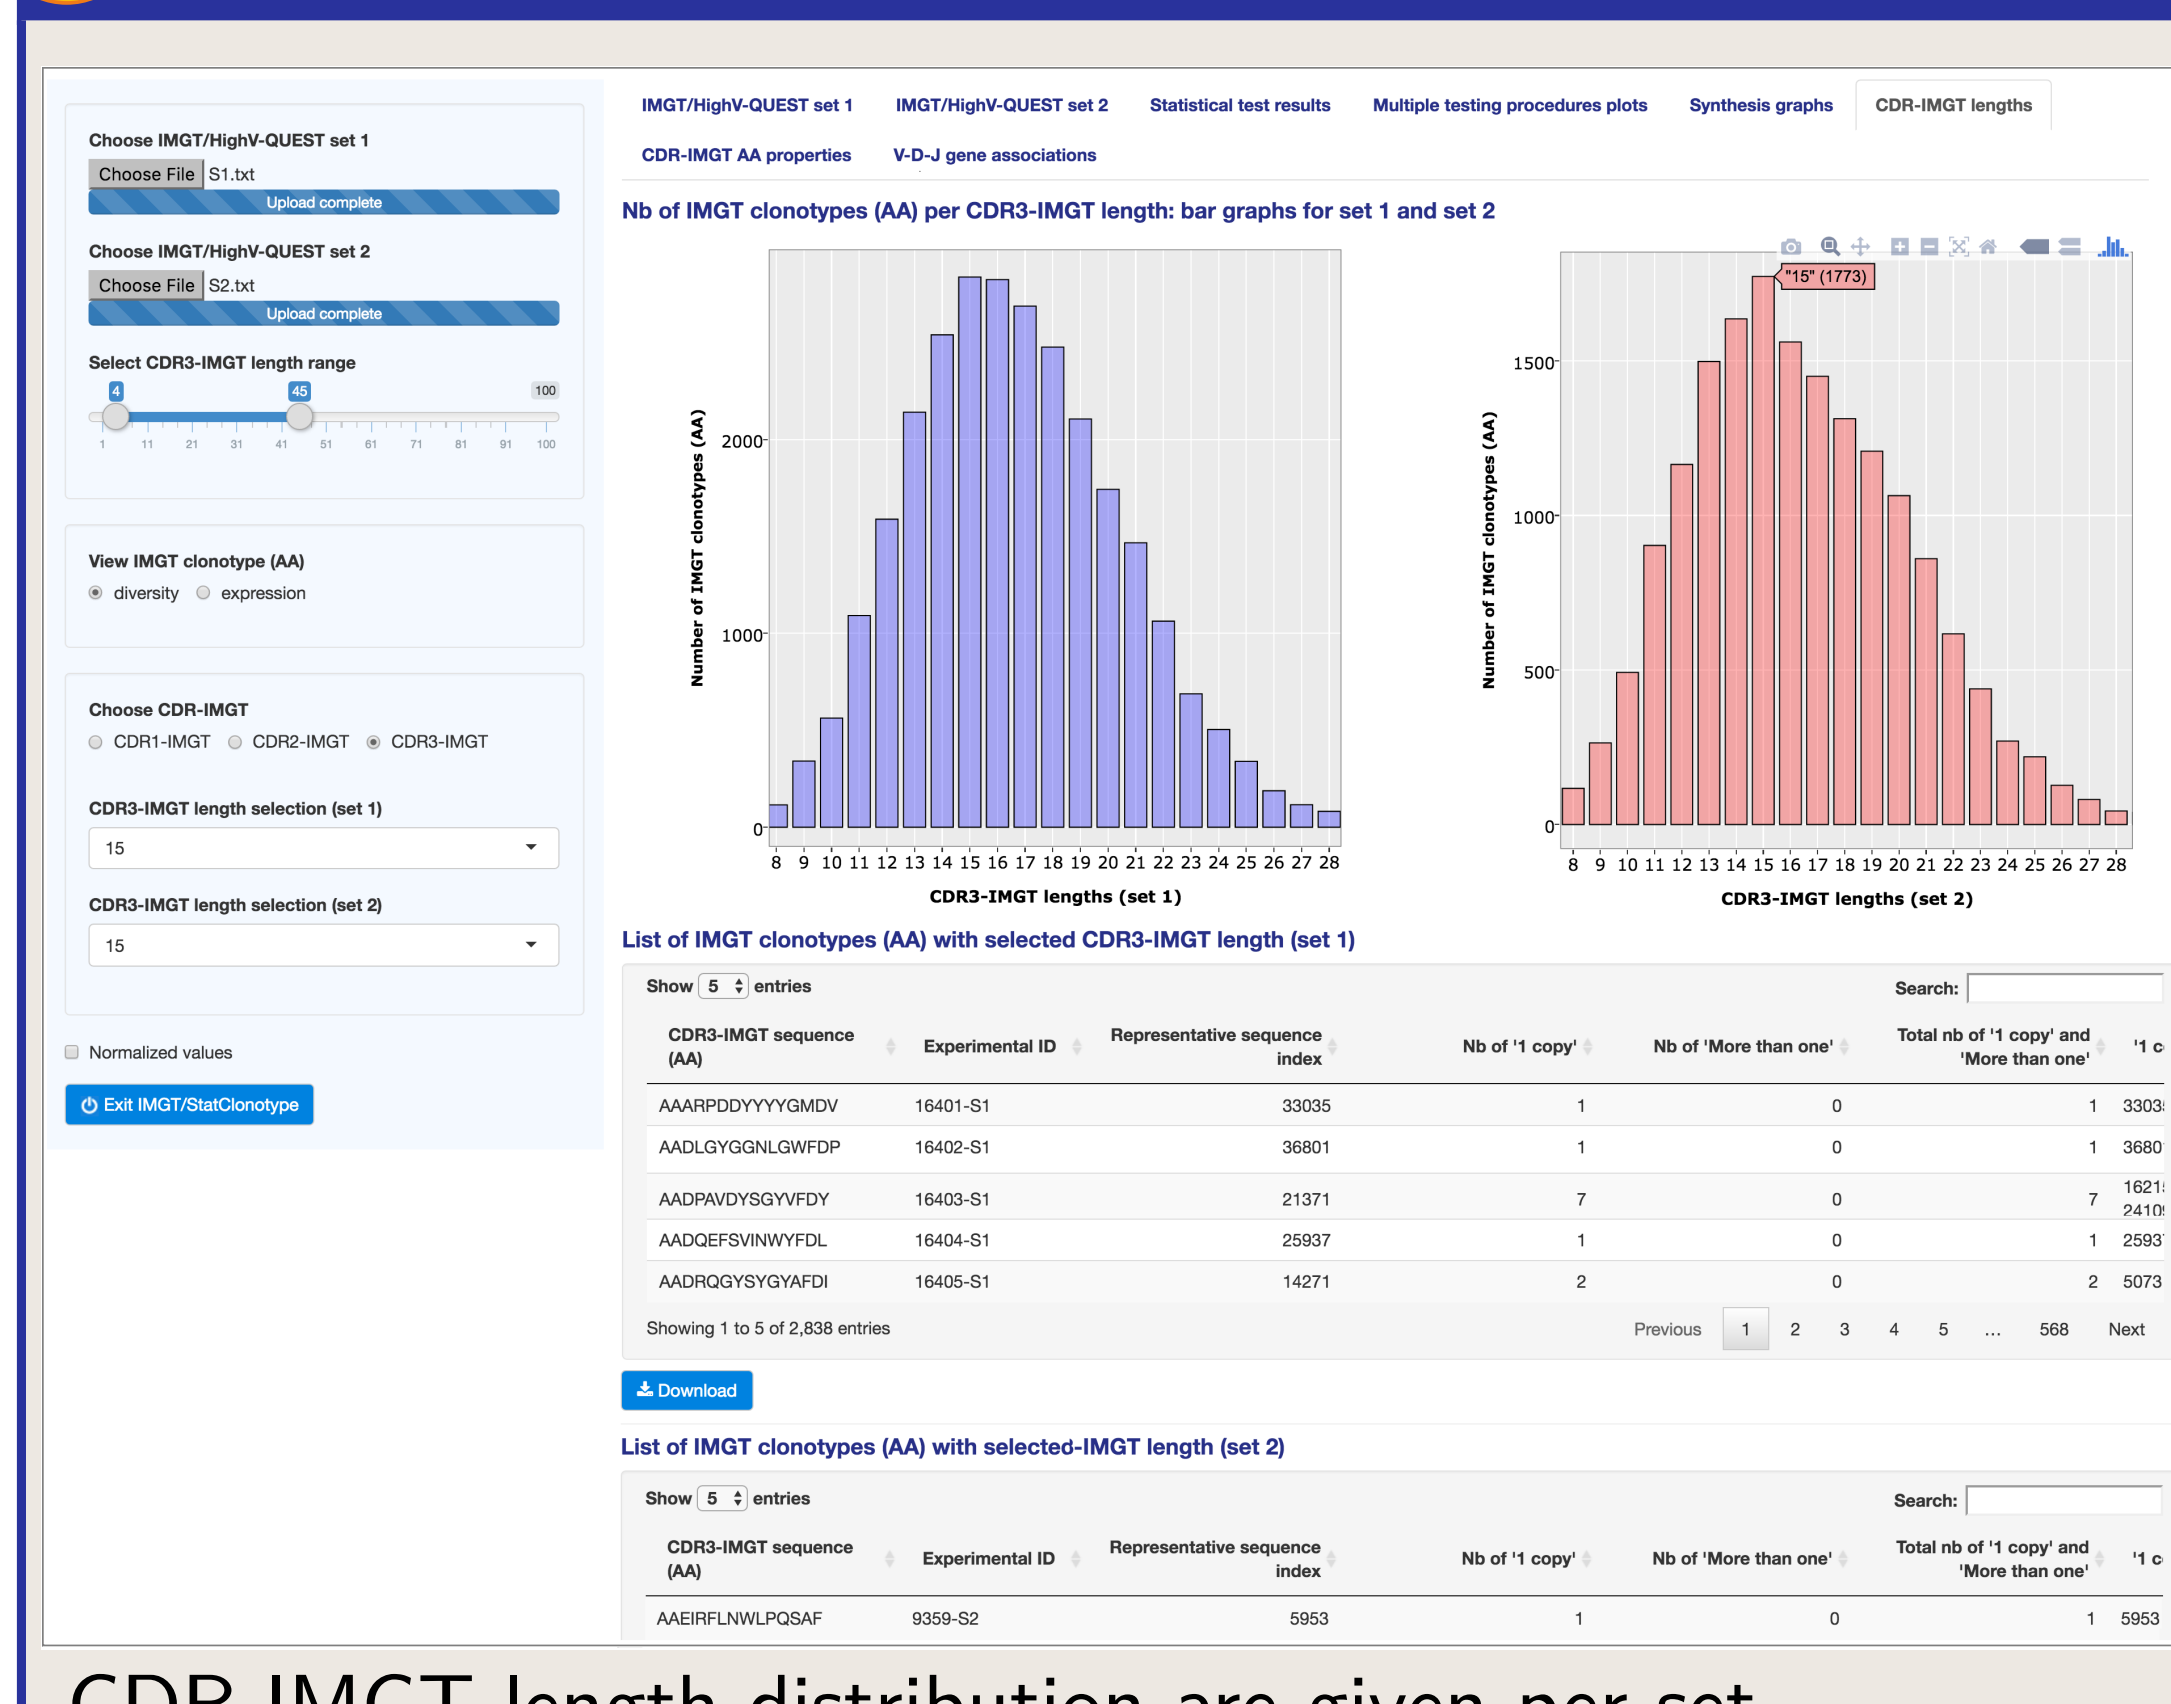 Choose IMGT/HighV-QUEST set 1
Choose File S1.txt
Upload complete
Choose IMGT/HighV-QUEST set 2
Choose File S2.txt
Upload complete
Select CDR3-IMGT length range
4 45 100
1 11 21 31 41 51 61 71 81 91 100
View IMGT clonotype (AA)
diversity expression
Choose CDR-IMGT
CDR1-IMGT CDR2-IMGT CDR3-IMGT
CDR3-IMGT length selection (set 1)
15
CDR3-IMGT length selection (set 2)
15
Normalized values
Exit IMGT/StatClonotype
IMGT/HighV-QUEST set 1 IMGT/HighV-QUEST set 2 Statistical test results Multiple testing procedures plots Synthesis graphs CDR-IMGT lengths
CDR-IMGT AA properties V-D-J gene associations
Nb of IMGT clonotypes (AA) per CDR3-IMGT length: bar graphs for set 1 and set 2
Number of IMGT clonotypes (AA)
2000
1000
0
8 9 10 11 12 13 14 15 16 17 18 19 20 21 22 23 24 25 26 27 28
CDR3-IMGT lengths (set 1)
"15" (1773)
Number of IMGT clonotypes (AA)
1500
1000
500
0
8 9 10 11 12 13 14 15 16 17 18 19 20 21 22 23 24 25 26 27 28
CDR3-IMGT lengths (set 2)
List of IMGT clonotypes (AA) with selected CDR3-IMGT length (set 1)
Show 5 entries Search:
CDR3-IMGT sequence (AA) Experimental ID Representative sequence index Nb of '1 copy' Nb of 'More than one' Total nb of '1 copy' and 'More than one' '1 c
AAARPDDYYYYGMDV 16401-S1 33035 1 0 1 3303
AADLGYGGNLGWFDP 16402-S1 36801 1 0 1 3680
AADPAVDYSGYVFDY 16403-S1 21371 7 0 7 1621
2410
AADQEFSVINWYFDL 16404-S1 25937 1 0 1 2593
AADRQGYSYGYAFDI 16405-S1 14271 2 0 2 5073
Showing 1 to 5 of 2,838 entries Previous 1 2 3 4 5 ... 568 Next
Download
List of IMGT clonotypes (AA) with selected-IMGT length (set 2)
Show 5 entries Search:
CDR3-IMGT sequence (AA) Experimental ID Representative sequence index Nb of '1 copy' Nb of 'More than one' Total nb of '1 copy' and 'More than one' '1 c
AAEIRFLNWLPQSAF 9359-S2 5953 1 0 1 5953
CDR-IMGT length distribution are given per set